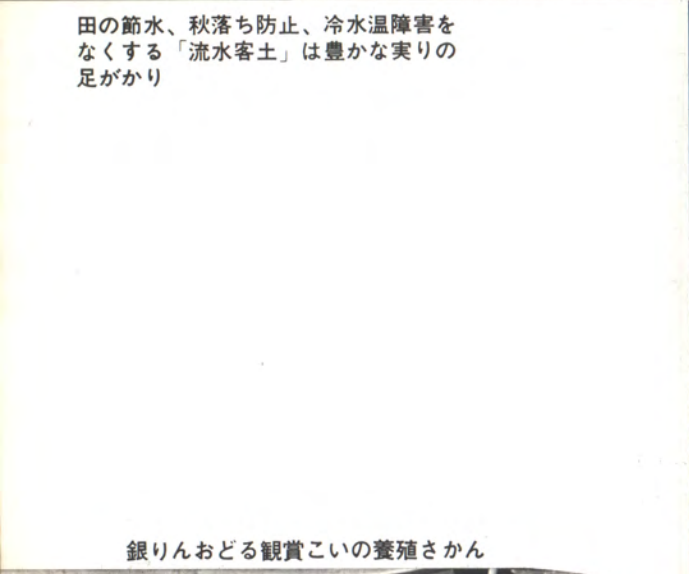 田の節水、秋落ち防止、冷水温障害を
なくする「流水客土」は豊かな実りの
足がかり
銀りんおどる観賞こいの養殖さかん